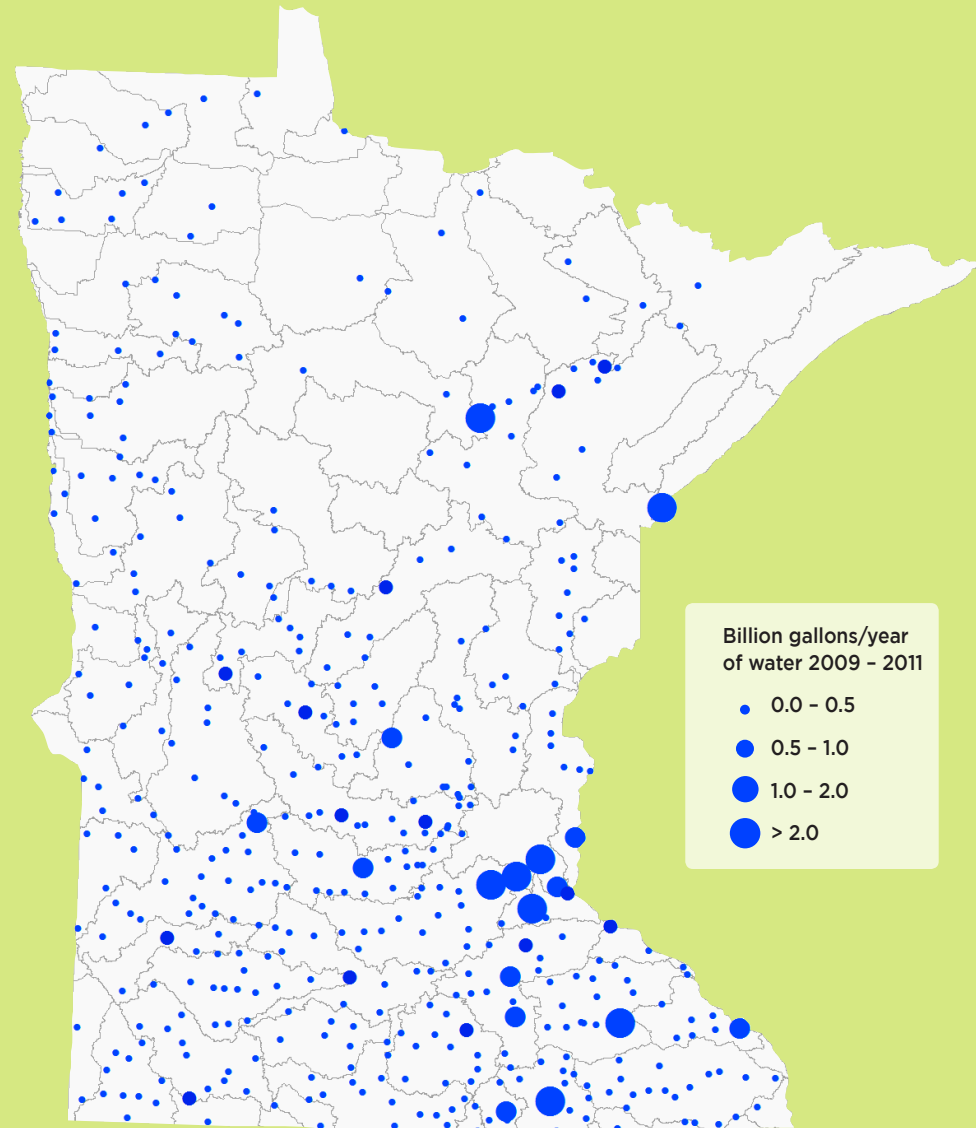 Billion gallons/year
of water 2009 – 2011
0.0 – 0.5
0.5 – 1.0
1.0 – 2.0
> 2.0